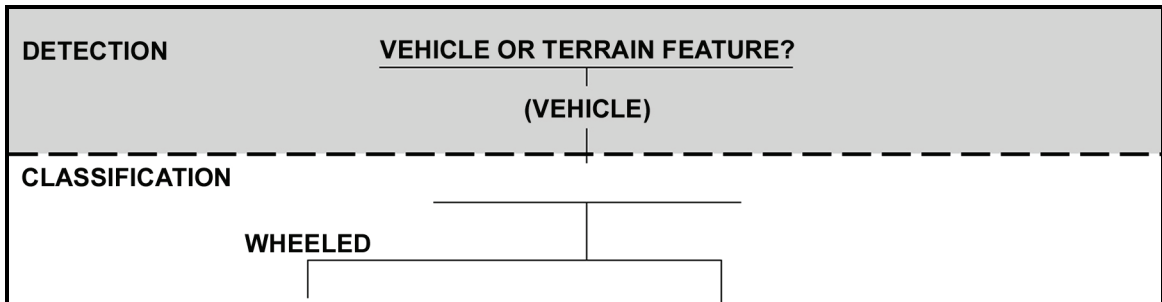 DETECTION
VEHICLE OR TERRAIN FEATURE?
(VEHICLE)
CLASSIFICATION
WHEELED